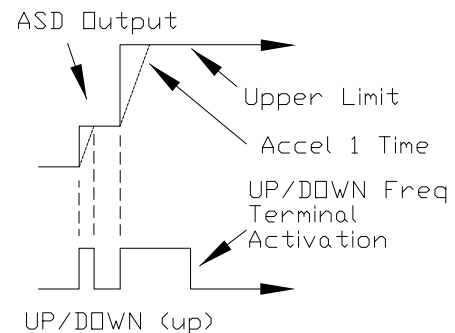 ASD Output
Upper Limit
Accel 1 Time
UP/DOWN Freq
Terminal
Activation
UP/DOWN (up)